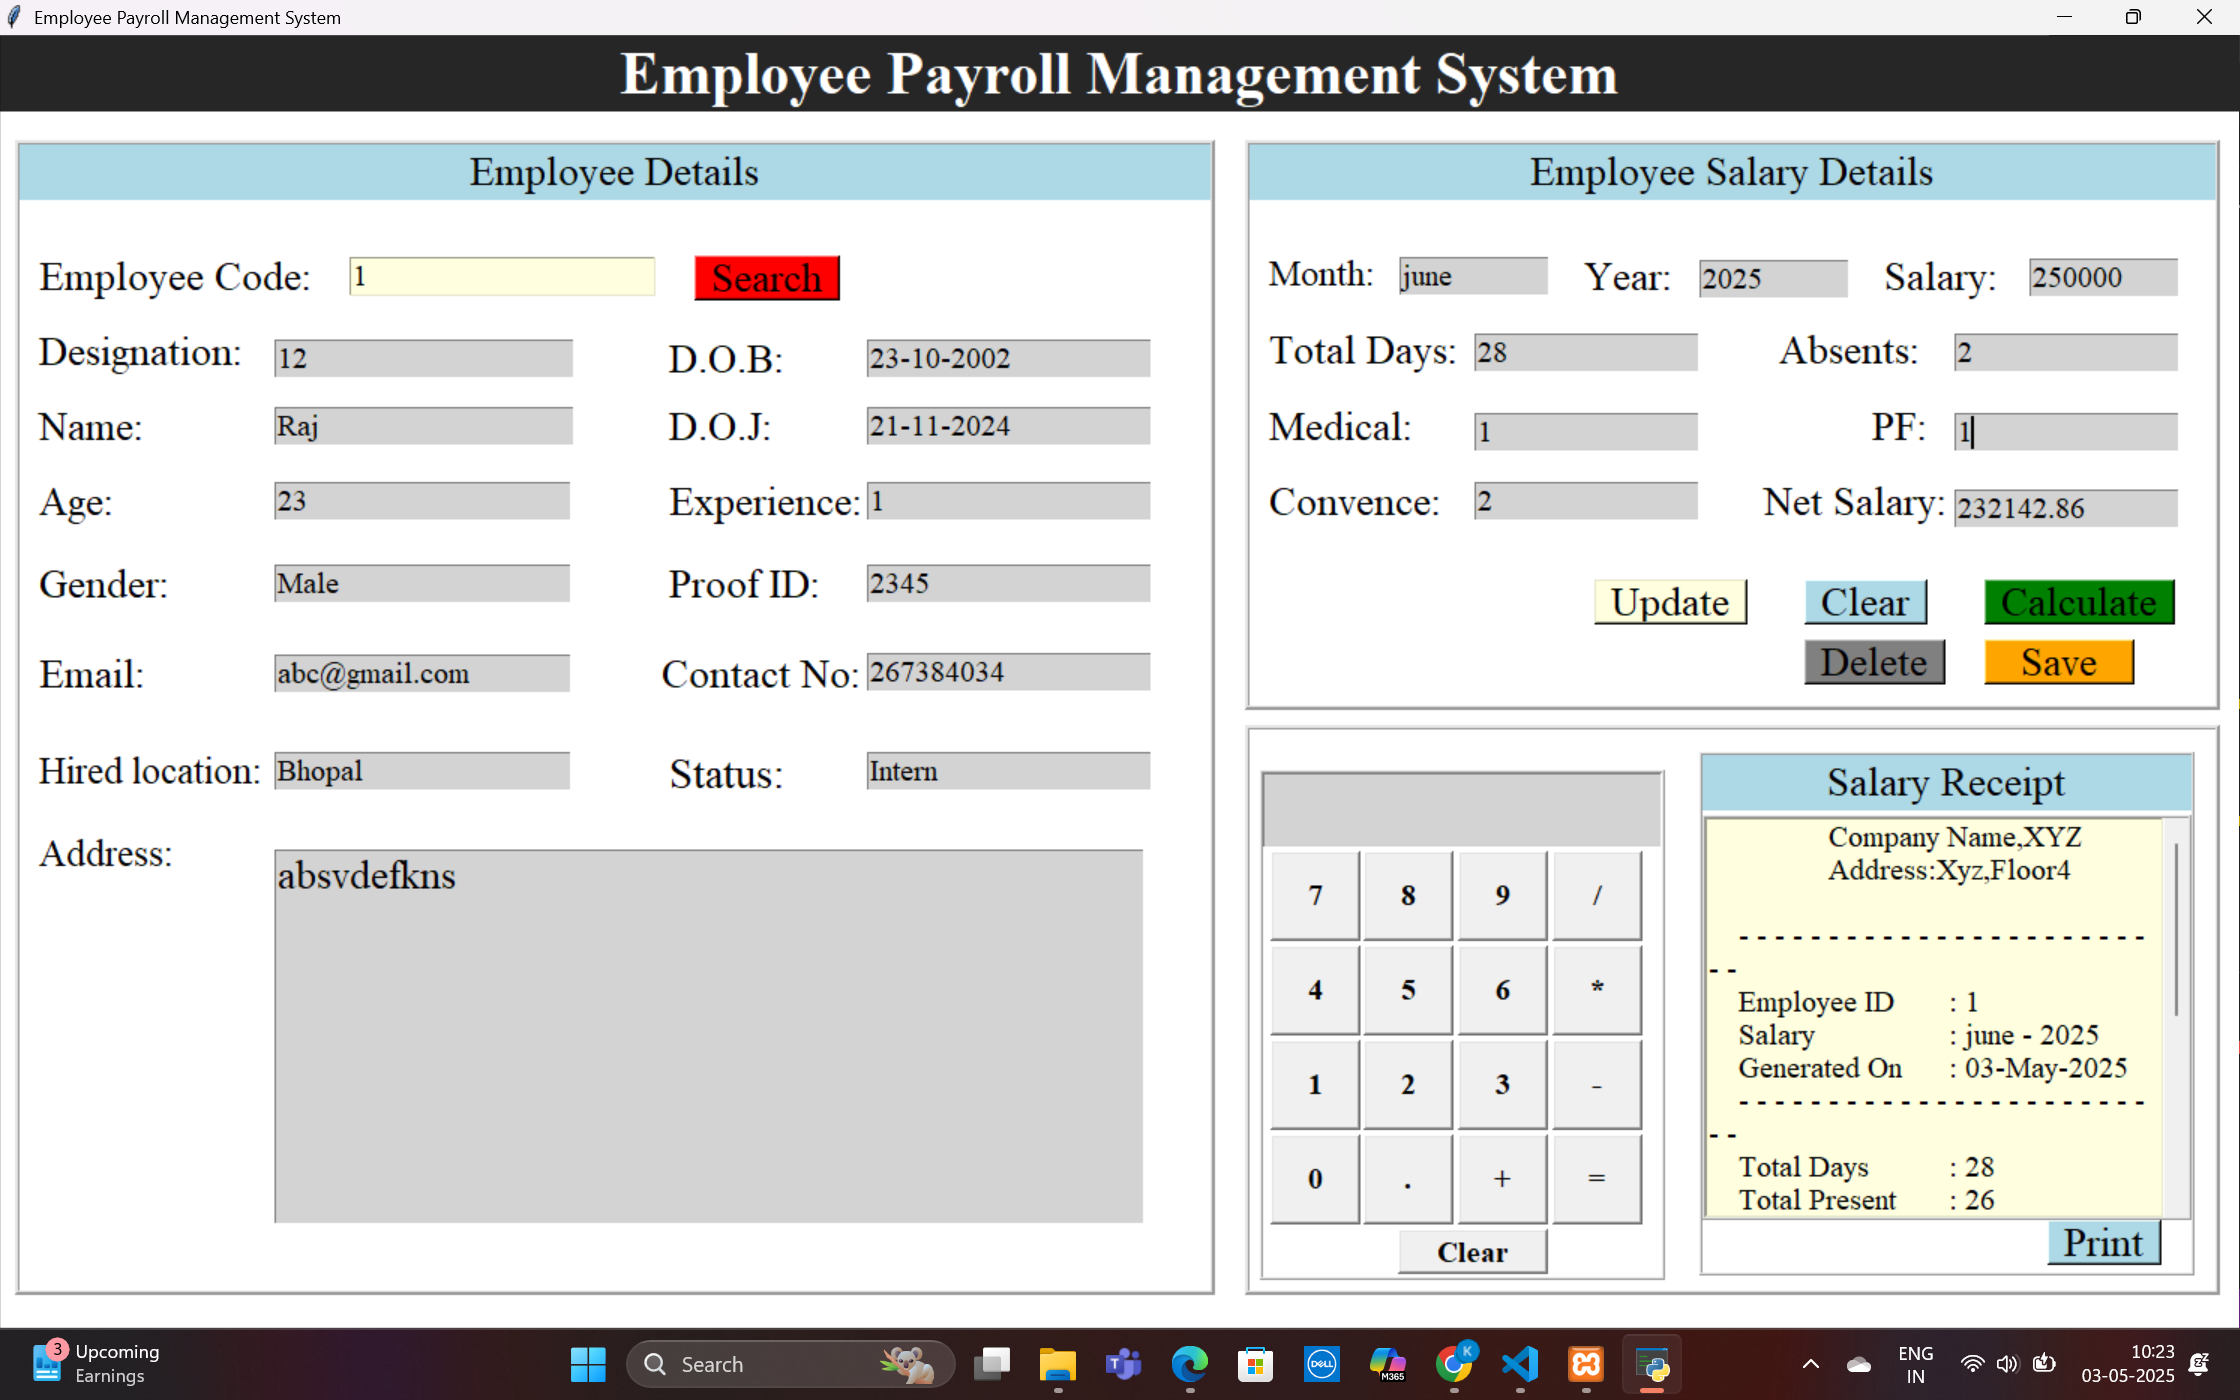 Employee Payroll Management System
Employee Payroll Management System
Employee Details
Employee Code: 1 Search
Designation: 12 D.O.B: 23-10-2002
Name: Raj D.O.J: 21-11-2024
Age: 23 Experience: 1
Gender: Male Proof ID: 2345
Email: abc@gmail.com Contact No: 267384034
Hired location: Bhopal Status: Intern
Address: absvdefkns
Employee Salary Details
Month: june Year: 2025 Salary: 250000
Total Days: 28 Absents: 2
Medical: 1 PF: 1
Convence: 2 Net Salary: 232142.86
Update Clear Calculate
Delete Save
7 8 9 /
4 5 6 *
1 2 3 -
0 . + =
Clear
Salary Receipt
Company Name,XYZ
Address:Xyz,Floor4
- - - - - - - - - - - - - - - - - - - - - - -
- -
Employee ID : 1
Salary : june - 2025
Generated On : 03-May-2025
- - - - - - - - - - - - - - - - - - - - - - -
- -
Total Days : 28
Total Present : 26
Print
3 Upcoming
Earnings
Search
T
DELL
M365
K
ENG
IN
10:23
03-05-2025